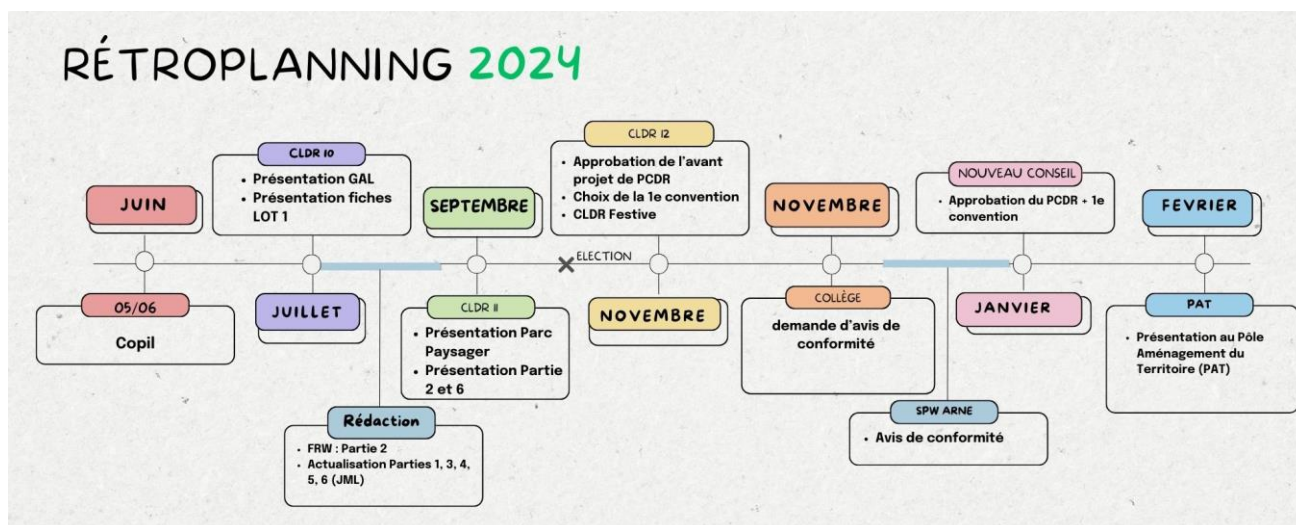 RÉTROPLANNING 2024
JUIN
05/06
Copil
CLDR 10
• Présentation GAL
• Présentation fiches
LOT 1
JUILLET
Rédaction
• FRW : Partie 2
• Actualisation Parties 1, 3, 4,
5, 6 (JML)
SEPTEMBRE
CLDR 11
• Présentation Parc
Paysager
• Présentation Partie
2 et 6
ELECTION
CLDR 12
• Approbation de l'avant
projet de PCDR
• Choix de la 1e convention
• CLDR Festive
NOVEMBRE
NOVEMBRE
COLLÈGE
demande d'avis de
conformité
SPW ARNE
• Avis de conformité
NOUVEAU CONSEIL
• Approbation du PCDR + 1e
convention
JANVIER
FEVRIER
PAT
• Présentation au Pôle
Aménagement du
Territoire (PAT)